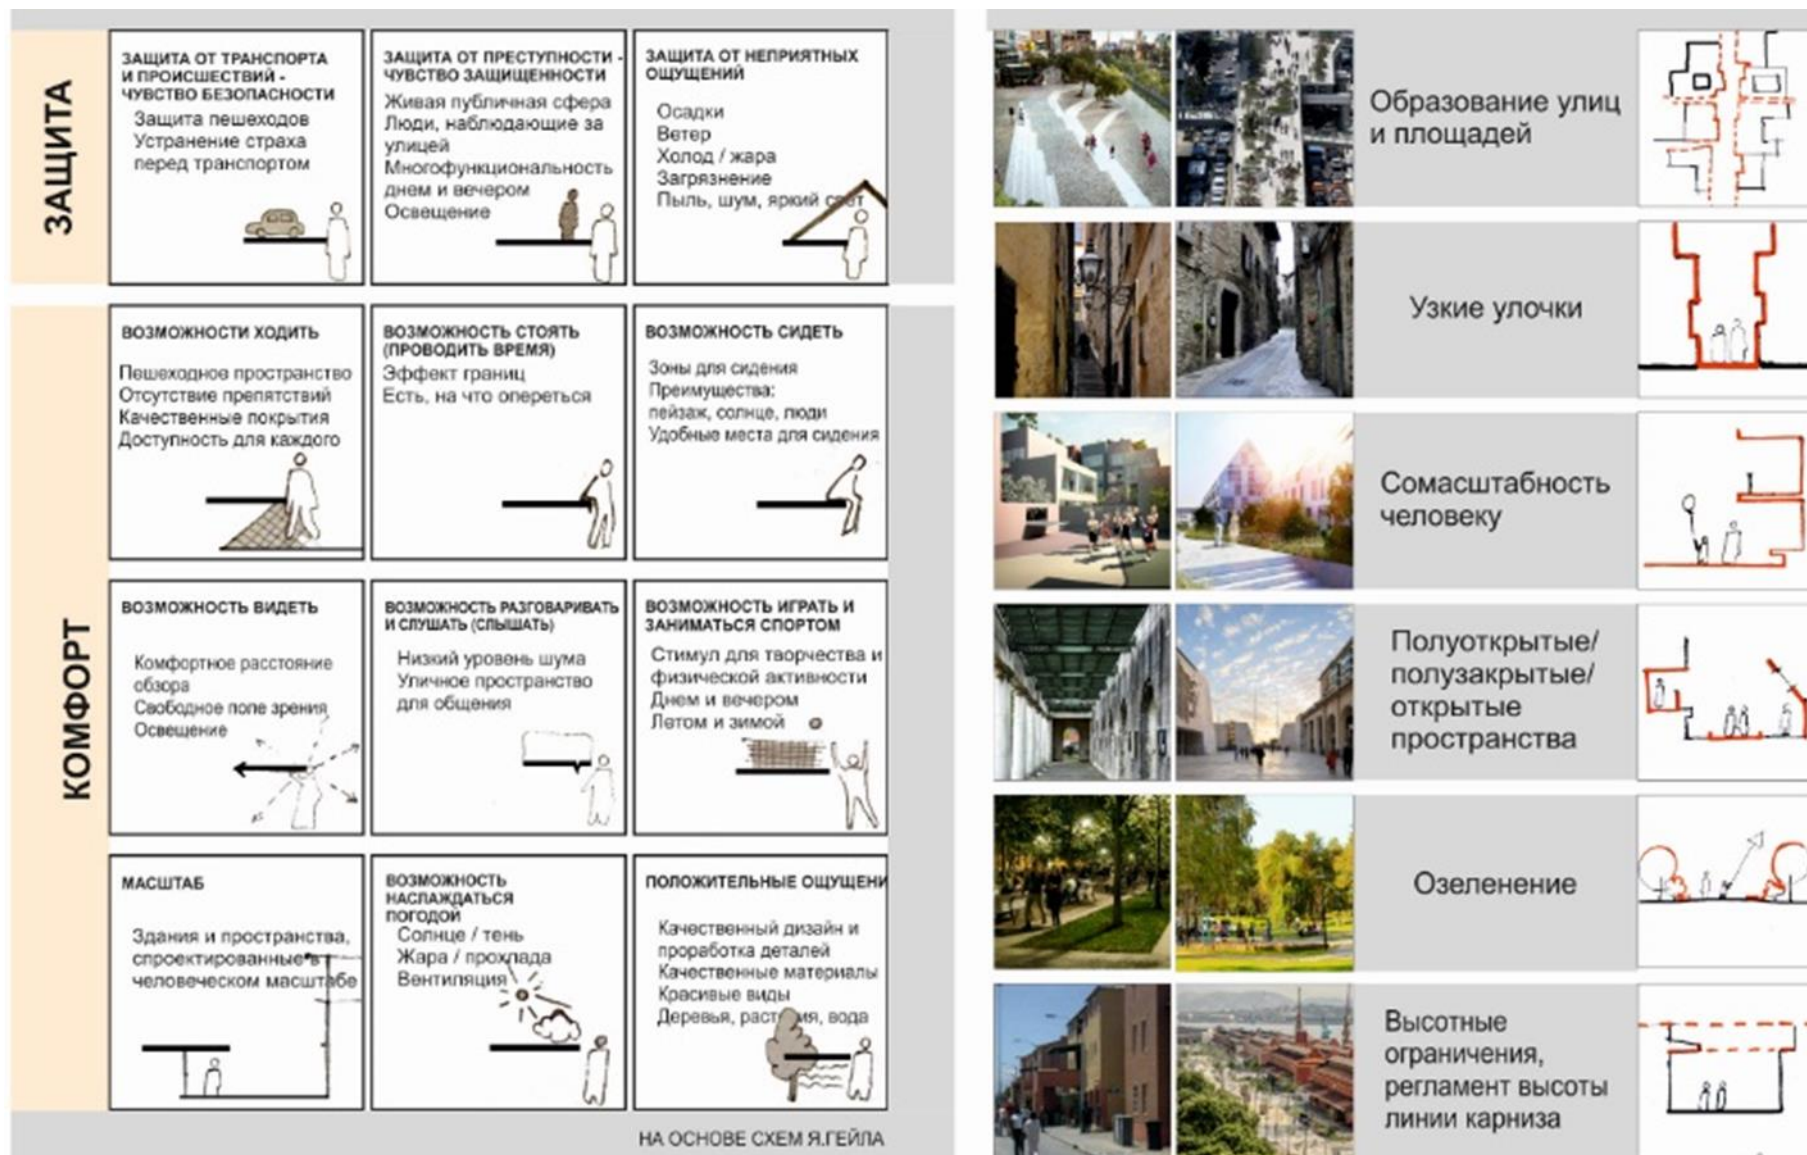 ЗАЩИТА
ЗАЩИТА ОТ ТРАНСПОРТА
И ПРОИСШЕСТВИЙ -
ЧУВСТВО БЕЗОПАСНОСТИ
Защита пешеходов
Устранение страха
перед транспортом
ЗАЩИТА ОТ ПРЕСТУПНОСТИ -
ЧУВСТВО ЗАЩИЩЕННОСТИ
Живая публичная сфера
Люди, наблюдающие за
улицей
Многофункциональность
днем и вечером
Освещение
ЗАЩИТА ОТ НЕПРИЯТНЫХ
ОЩУЩЕНИЙ
Осадки
Ветер
Холод / жара
Загрязнение
Пыль, шум, яркий свет
КОМФОРТ
ВОЗМОЖНОСТИ ХОДИТЬ
Пешеходное пространство
Отсутствие препятствий
Качественные покрытия
Доступность для каждого
ВОЗМОЖНОСТЬ СТОЯТЬ
(ПРОВОДИТЬ ВРЕМЯ)
Эффект границ
Есть, на что опереться
ВОЗМОЖНОСТЬ СИДЕТЬ
Зоны для сидения
Преимущества:
пейзаж, солнце, люди
Удобные места для сидения
ВОЗМОЖНОСТЬ ВИДЕТЬ
Комфортное расстояние
обзора
Свободное поле зрения
Освещение
ВОЗМОЖНОСТЬ РАЗГОВАРИВАТЬ
И СЛУШАТЬ (СЛЫШАТЬ)
Низкий уровень шума
Уличное пространство
для общения
ВОЗМОЖНОСТЬ ИГРАТЬ И
ЗАНИМАТЬСЯ СПОРТОМ
Стимул для творчества и
физической активности
Днем и вечером
Летом и зимой
МАСШТАБ
Здания и пространства,
спроектированные в
человеческом масштабе
ВОЗМОЖНОСТЬ
НАСЛАЖДАТЬСЯ
ПОГОДОЙ
Солнце / тень
Жара / прохлада
Вентиляция
ПОЛОЖИТЕЛЬНЫЕ ОЩУЩЕНИ
Качественный дизайн и
проработка деталей
Качественные материалы
Красивые виды
Деревья, растения, вода
НА ОСНОВЕ СХЕМ Я.ГЕЙЛА
Образование улиц
и площадей
Узкие улочки
Сомасштабность
человеку
Полуоткрытые/
полузакрытые/
открытые
пространства
Озеленение
Высотные
ограничения,
регламент высоты
линии карниза